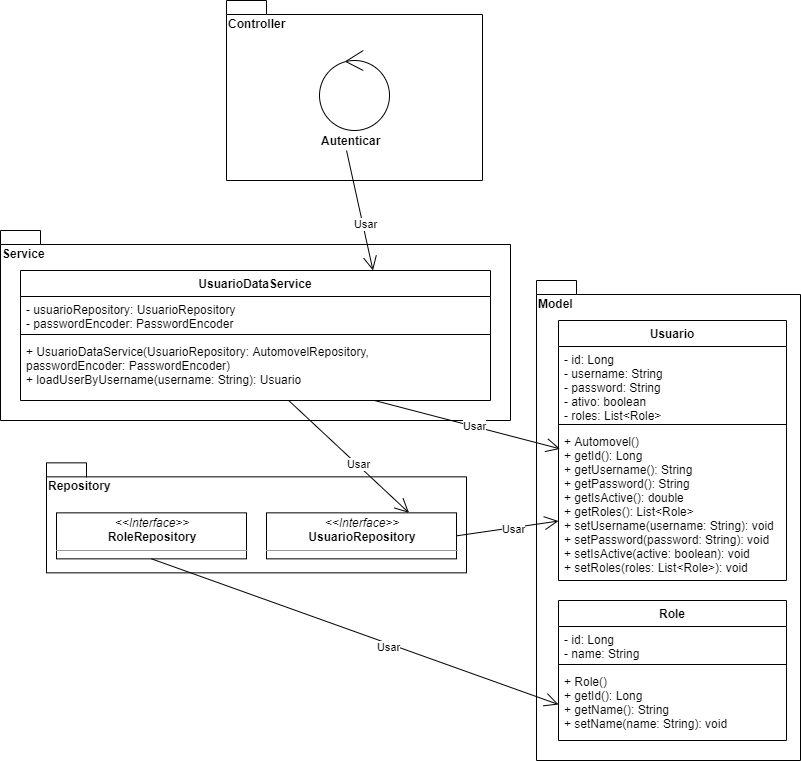 Controller
Autenticar
Usar
Service
UsuarioDataService
- usuarioRepository: UsuarioRepository
- passwordEncoder: PasswordEncoder
+ UsuarioDataService(UsuarioRepository: AutomovelRepository,
passwordEncoder: PasswordEncoder)
+ loadUserByUsername(username: String): Usuario
Usar
Usar
Repository
<<Interface>>
RoleRepository
<<Interface>>
UsuarioRepository
Usar
Usar
Model
Usuario
- id: Long
- username: String
- password: String
- ativo: boolean
- roles: List<Role>
+ Automovel()
+ getId(): Long
+ getUsername(): String
+ getPassword(): String
+ getIsActive(): double
+ getRoles(): List<Role>
+ setUsername(username: String): void
+ setPassword(password: String): void
+ setIsActive(active: boolean): void
+ setRoles(roles: List<Role>): void
Role
- id: Long
- name: String
+ Role()
+ getId(): Long
+ getName(): String
+ setName(name: String): void